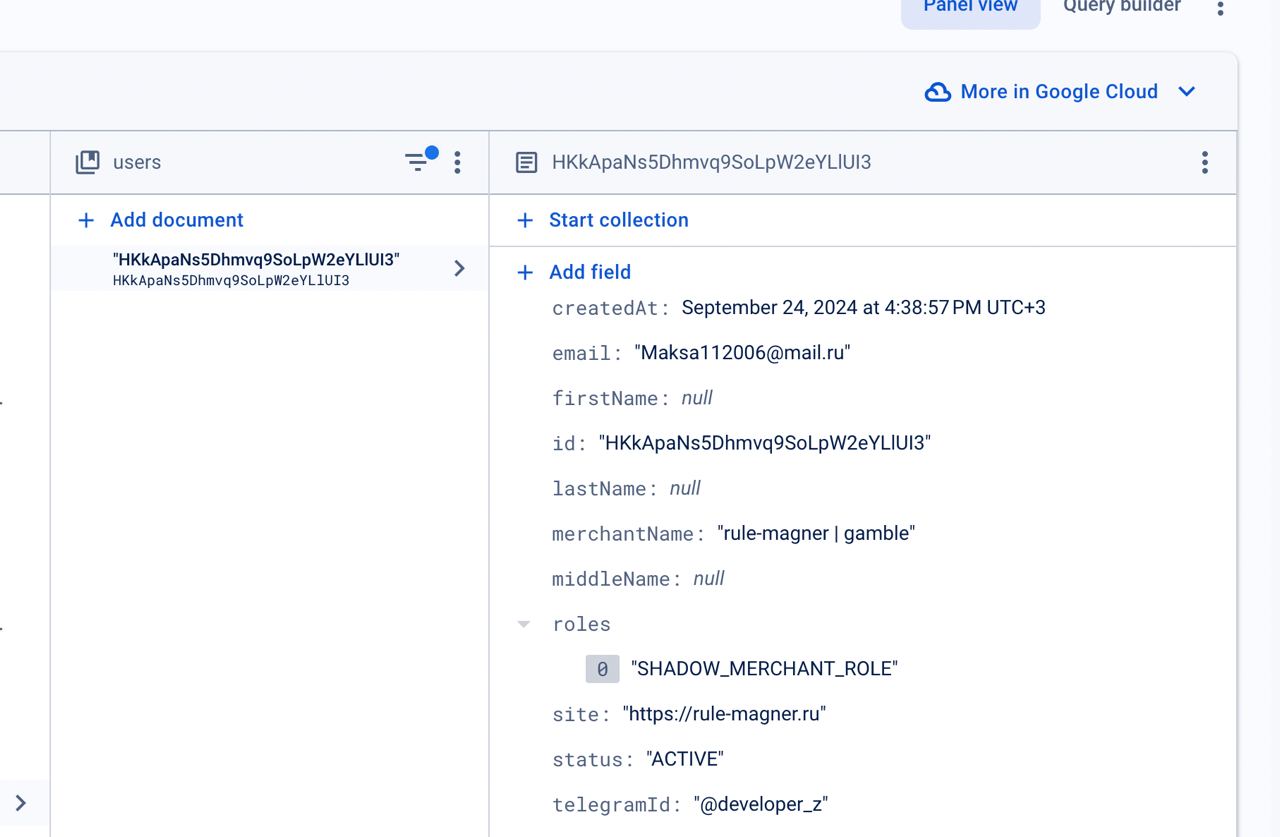 Panel view
Query builder
More in Google Cloud
users
HKkApaNs5Dhmvq9SoLpW2eYLlUI3
Add document
Start collection
"HKkApaNs5Dhmvq9SoLpW2eYLlUI3"
HKkApaNs5Dhmvq9SoLpW2eYLlUI3
Add field
createdAt: September 24, 2024 at 4:38:57 PM UTC+3
email: "Maksa112006@mail.ru"
firstName: null
id: "HKkApaNs5Dhmvq9SoLpW2eYLlUI3"
lastName: null
merchantName: "rule-magner | gamble"
middleName: null
roles
0 "SHADOW_MERCHANT_ROLE"
site: "https://rule-magner.ru"
status: "ACTIVE"
telegramId: "@developer_z"